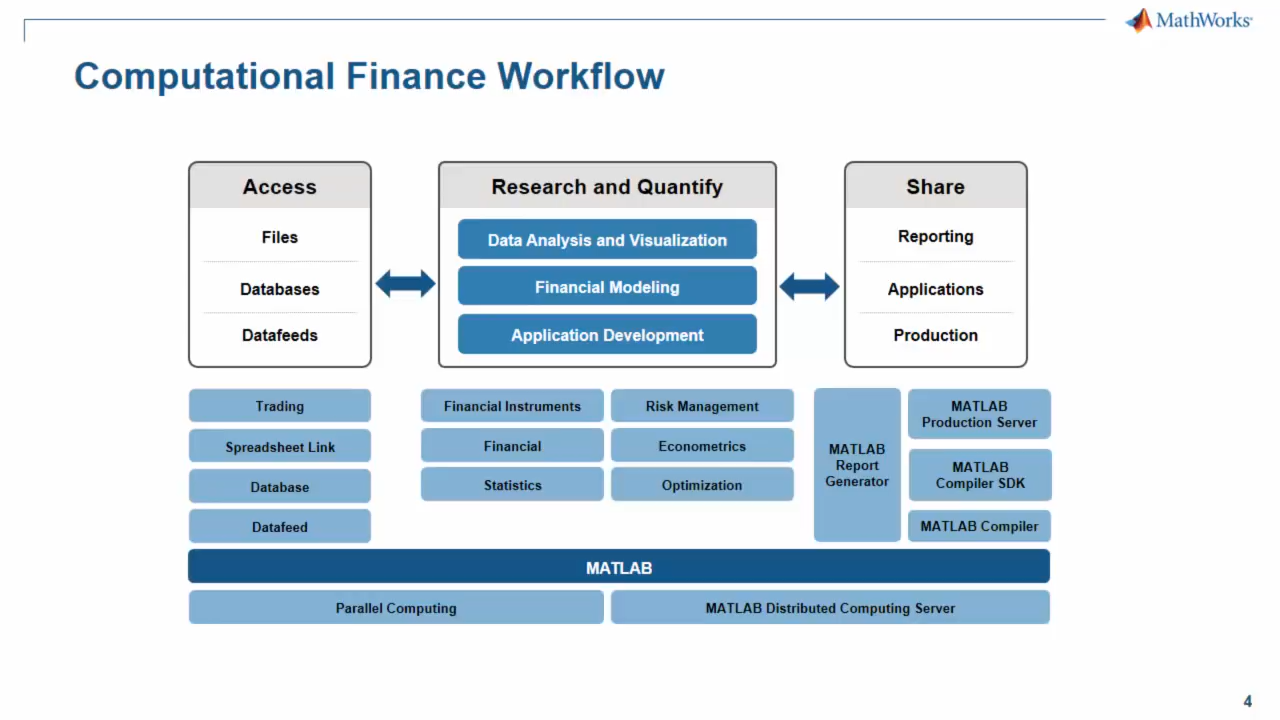 MathWorks
Computational Finance Workflow
Access
Files
Databases
Datafeeds
Research and Quantify
Data Analysis and Visualization
Financial Modeling
Application Development
Share
Reporting
Applications
Production
Trading
Spreadsheet Link
Database
Datafeed
Financial Instruments
Financial
Statistics
Risk Management
Econometrics
Optimization
MATLAB
Report
Generator
MATLAB
Production Server
MATLAB
Compiler SDK
MATLAB Compiler
MATLAB
Parallel Computing
MATLAB Distributed Computing Server
4